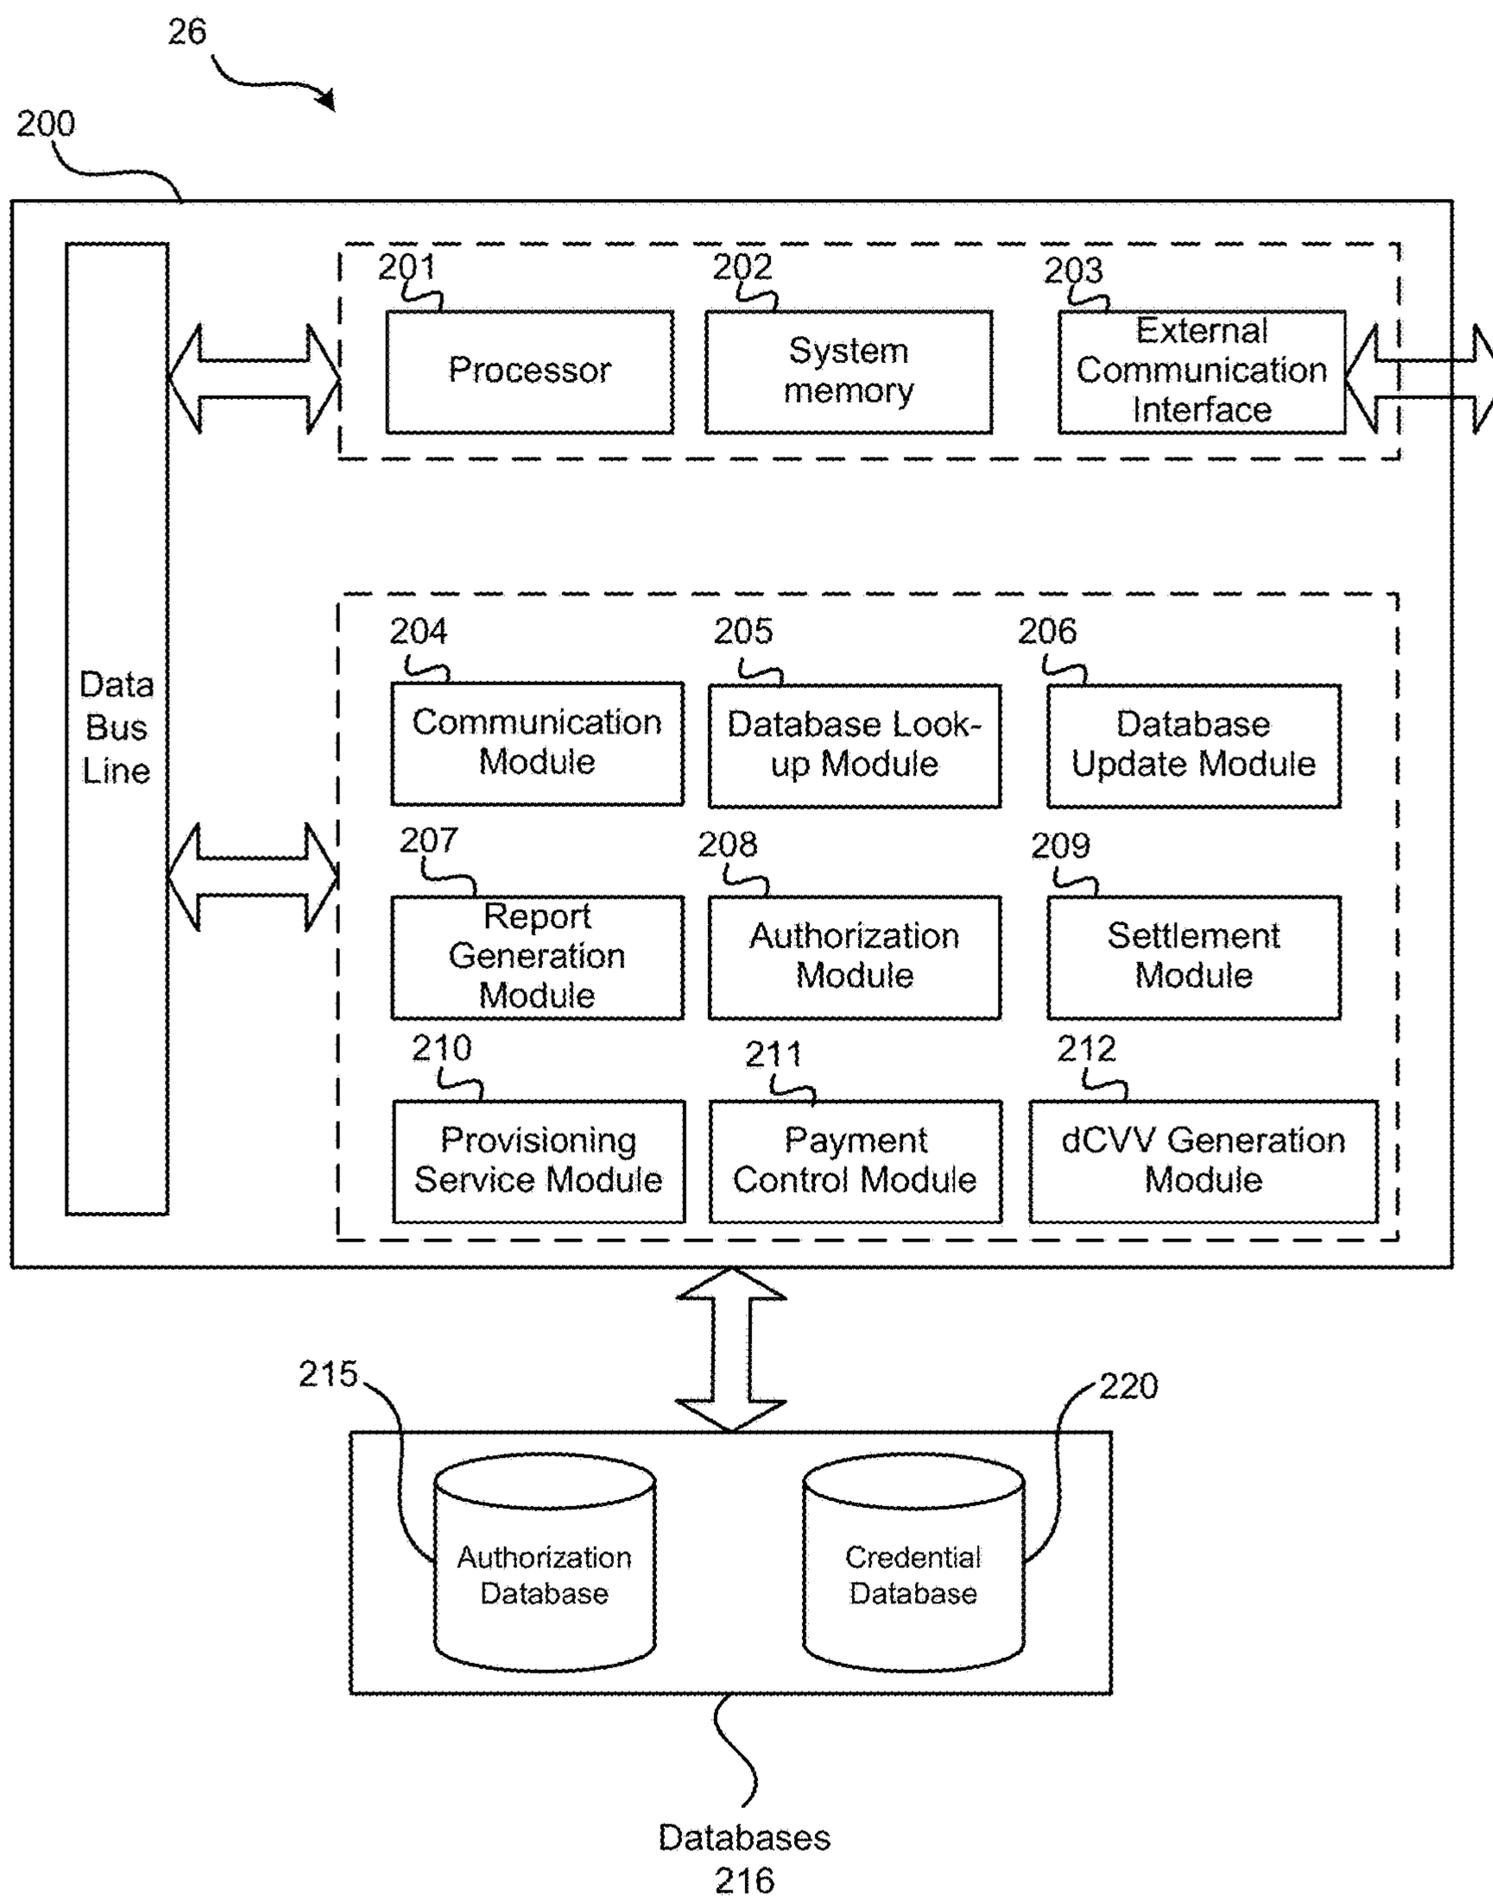 26
200
201
202
203
Processor
System
memory
External
Communication
Interface
Data
Bus
Line
204
205
206
Communication
Module
Database Look-
up Module
Database
Update Module
207
208
209
Report
Generation
Module
Authorization
Module
Settlement
Module
210
211
212
Provisioning
Service Module
Payment
Control Module
dCVV Generation
Module
215
220
Authorization
Database
Credential
Database
Databases
216